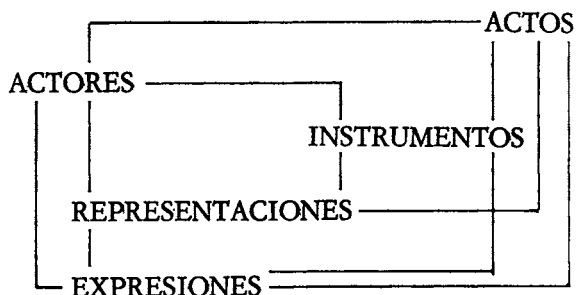 ACTOS
ACTORES
INSTRUMENTOS
REPRESENTACIONES
EXPRESIONES